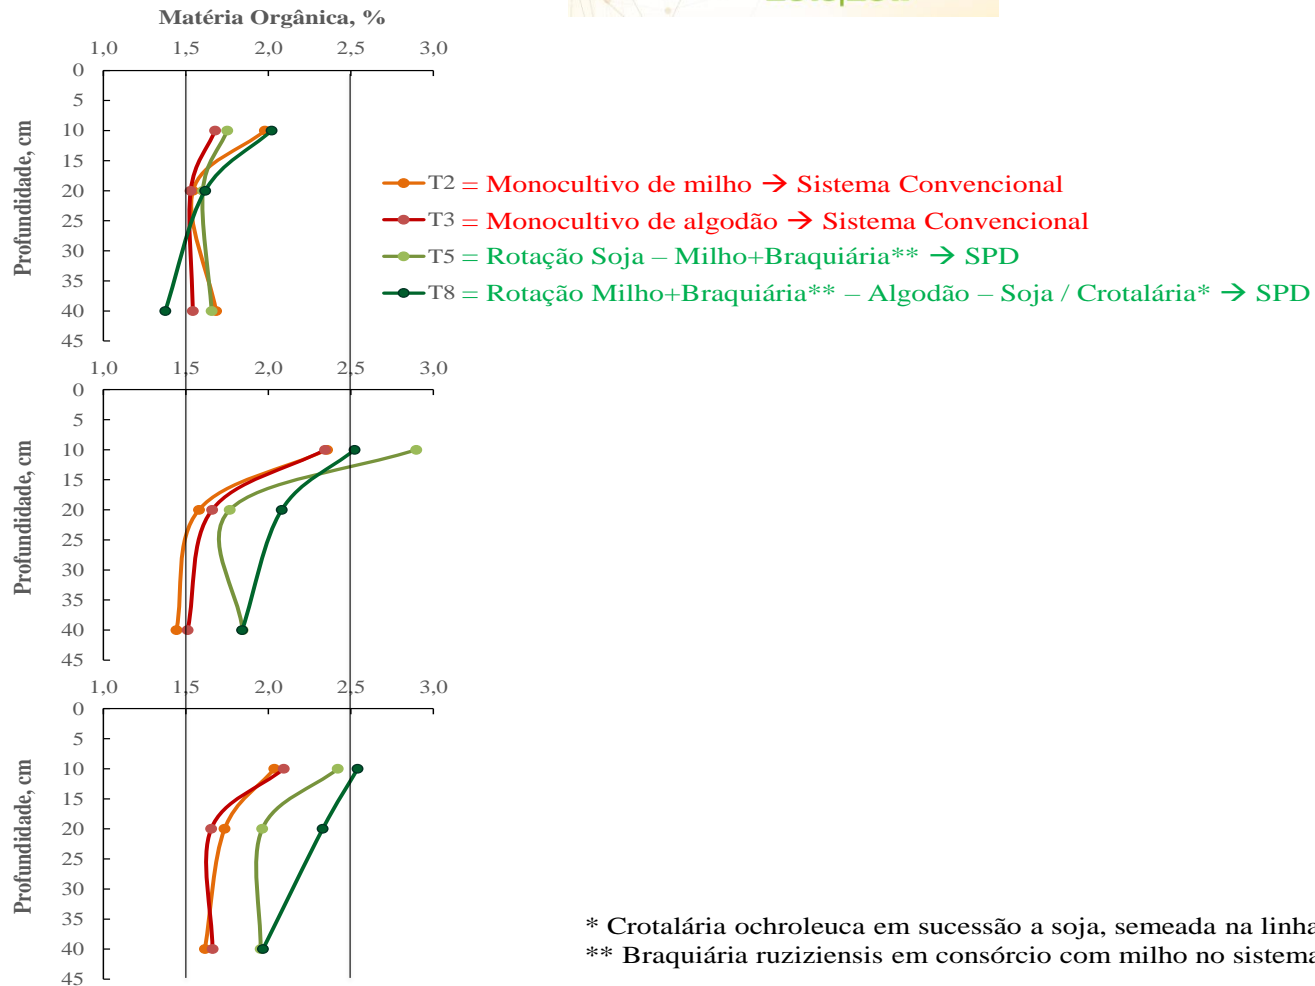 Matéria Orgânica, %
1,0 1,5 2,0 2,5 3,0
Profundidade, cm
0
5
10
15
20
25
30
35
40
45
T2 = Monocultivo de milho → Sistema Convencional
T3 = Monocultivo de algodão → Sistema Convencional
T5 = Rotação Soja – Milho+Braquiária** → SPD
T8 = Rotação Milho+Braquiária** – Algodão – Soja / Crotalária* → SPD
1,0 1,5 2,0 2,5 3,0
Profundidade, cm
0
5
10
15
20
25
30
35
40
45
1,0 1,5 2,0 2,5 3,0
Profundidade, cm
0
5
10
15
20
25
30
35
40
45
* Crotalária ochroleuca em sucessão a soja, semeada na linha
** Braquiária ruziziensis em consórcio com milho no sistema